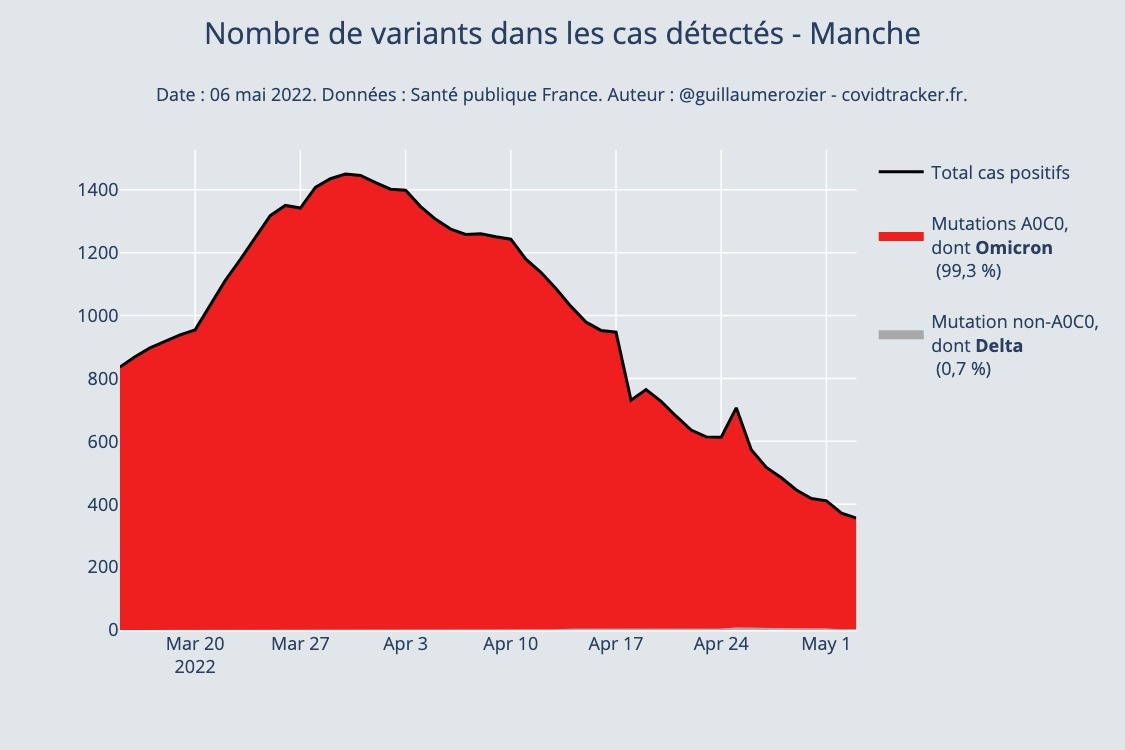 Nombre de variants dans les cas détectés - Manche
Date : 06 mai 2022. Données : Santé publique France. Auteur : @guillaumerozier - covidtracker.fr.
1400
1200
1000
800
600
400
200
0
Mar 20
2022
Mar 27
Apr 3
Apr 10
Apr 17
Apr 24
May 1
Total cas positifs
Mutations A0C0,
dont Omicron
(99,3 %)
Mutation non-A0C0,
dont Delta
(0,7 %)